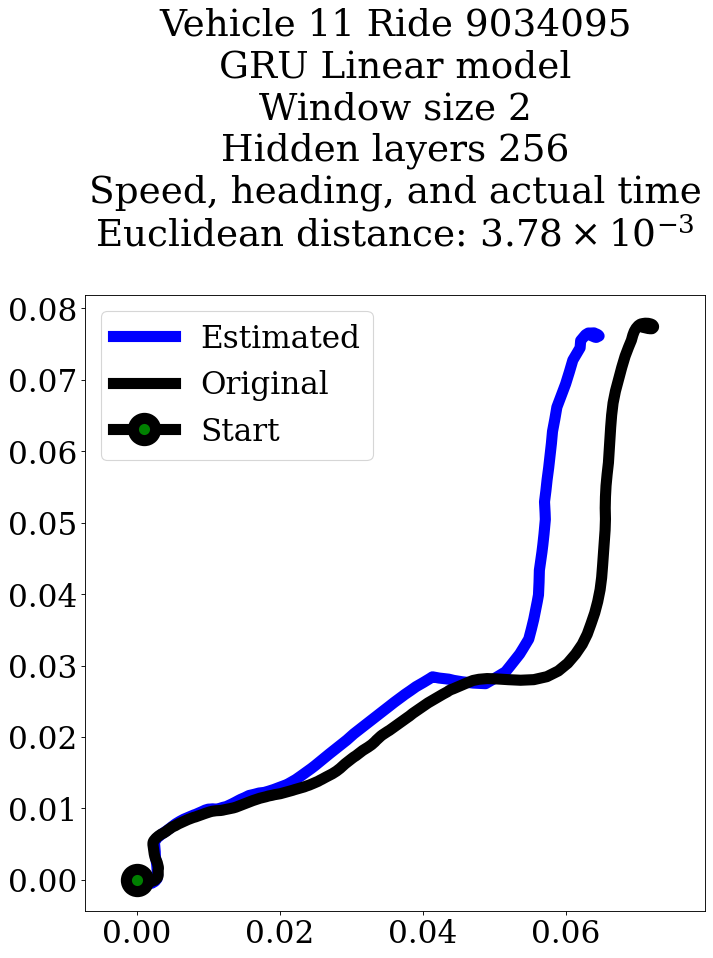 Vehicle 11 Ride 9034095
GRU Linear model
Window size 2
Hidden layers 256
Speed, heading, and actual time
Euclidean distance: 3.78 × 10⁻³
0.08
0.07
0.06
0.05
0.04
0.03
0.02
0.01
0.00
Estimated
Original
Start
0.00 0.02 0.04 0.06